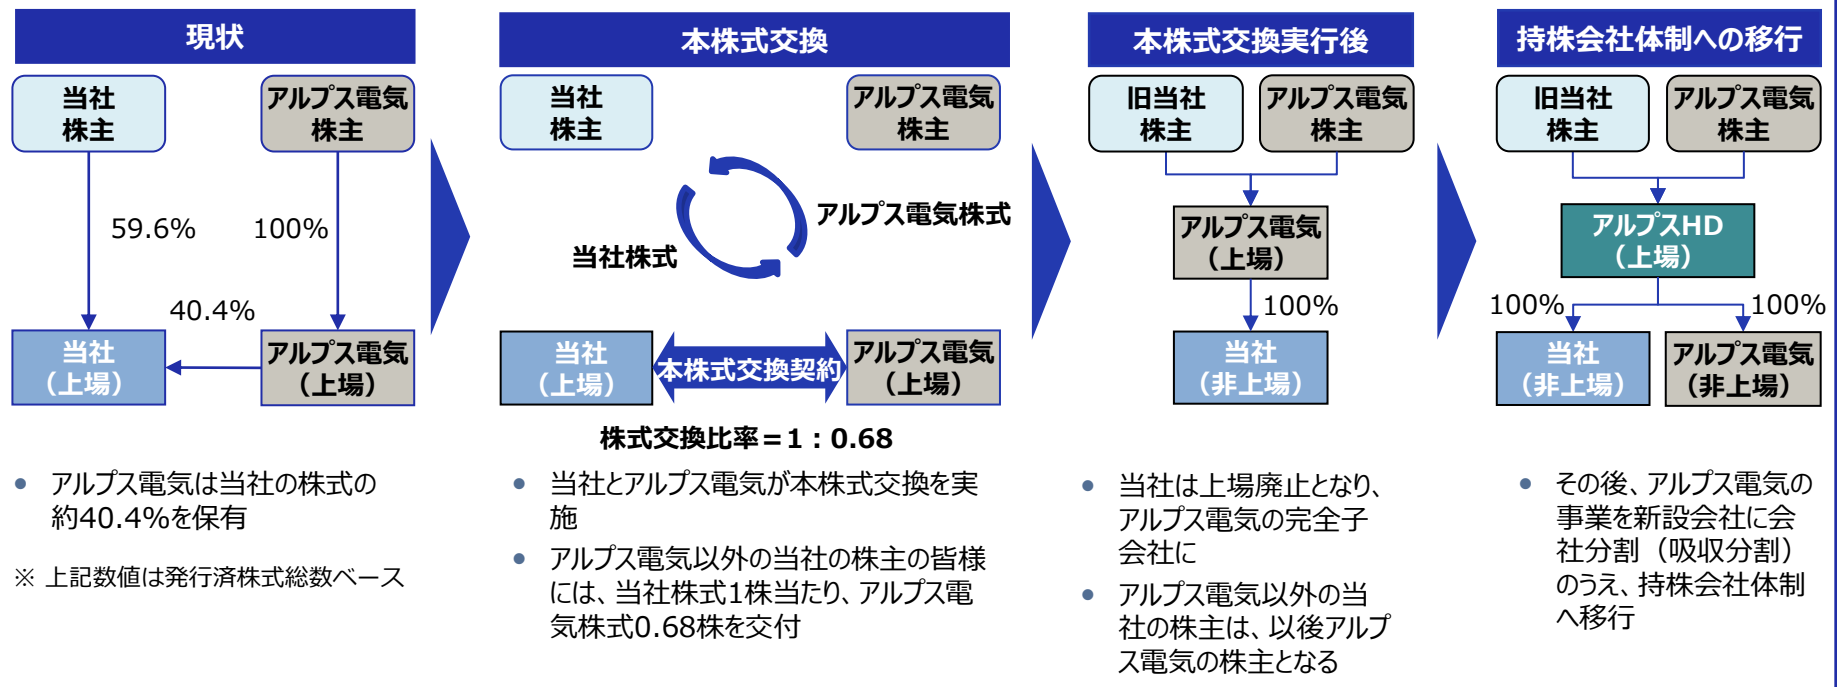 現状
当社
株主
アルプス電気
株主
59.6%
100%
40.4%
当社
（上場）
アルプス電気
（上場）
• アルプス電気は当社の株式の
約40.4%を保有
※ 上記数値は発行済株式総数ベース
本株式交換
当社
株主
アルプス電気
株主
アルプス電気株式
当社株式
当社
（上場）
本株式交換契約
アルプス電気
（上場）
株式交換比率＝1：0.68
• 当社とアルプス電気が本株式交換を実
施
• アルプス電気以外の当社の株主の皆様
には、当社株式1株当たり、アルプス電
気株式0.68株を交付
本株式交換実行後
旧当社
株主
アルプス電気
株主
アルプス電気
（上場）
100%
当社
（非上場）
• 当社は上場廃止となり、
アルプス電気の完全子
会社に
• アルプス電気以外の当
社の株主は、以後アルプ
ス電気の株主となる
持株会社体制への移行
旧当社
株主
アルプス電気
株主
アルプスHD
（上場）
100%
100%
当社
（非上場）
アルプス電気
（非上場）
• その後、アルプス電気の
事業を新設会社に会
社分割（吸収分割）
のうえ、持株会社体制
へ移行